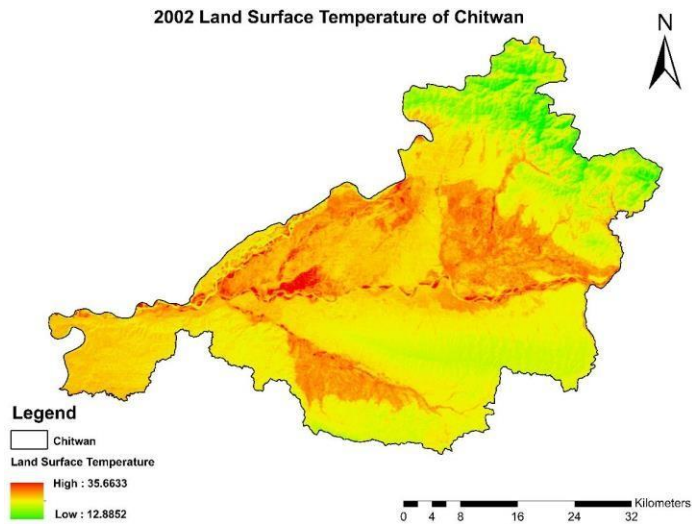 2002 Land Surface Temperature of Chitwan
N
Legend
Chitwan
Land Surface Temperature
High : 35.6633
Low : 12.8852
Kilometers
0 4 8 16 24 32